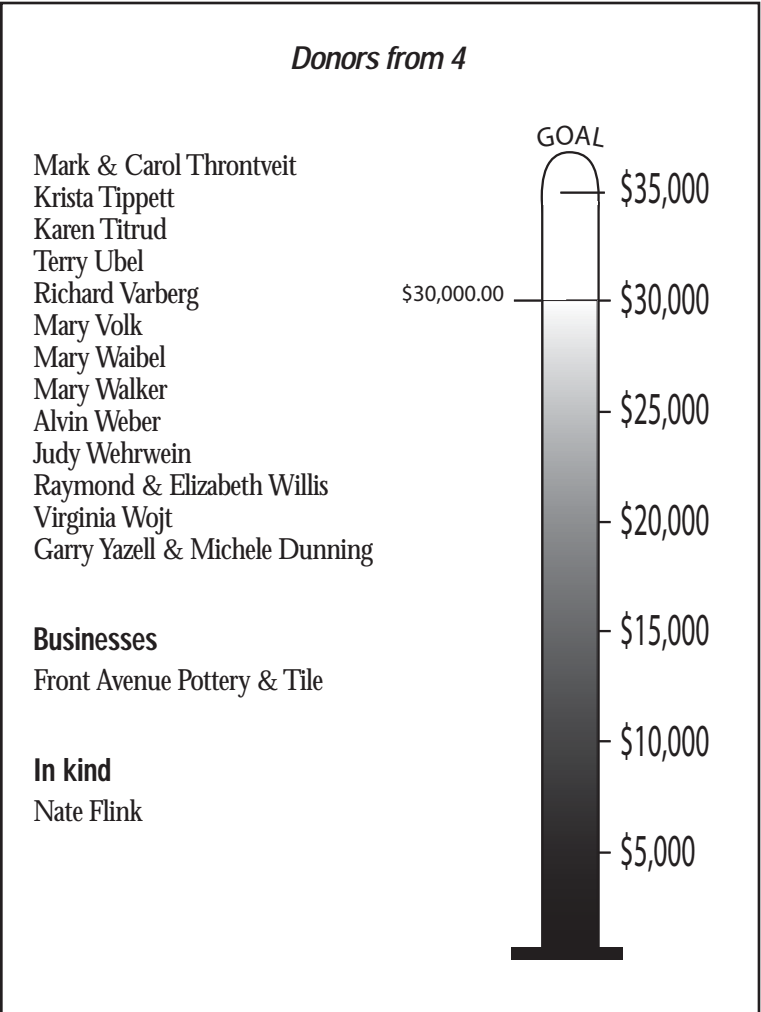 Donors from 4
Mark & Carol Throntveit
Krista Tippett
Karen Titrud
Terry Ubel
Richard Varberg
Mary Volk
Mary Waibel
Mary Walker
Alvin Weber
Judy Wehrwein
Raymond & Elizabeth Willis
Virginia Wojt
Garry Yazell & Michele Dunning
Businesses
Front Avenue Pottery & Tile
In kind
Nate Flink
GOAL
$35,000
$30,000.00
$30,000
$25,000
$20,000
$15,000
$10,000
$5,000